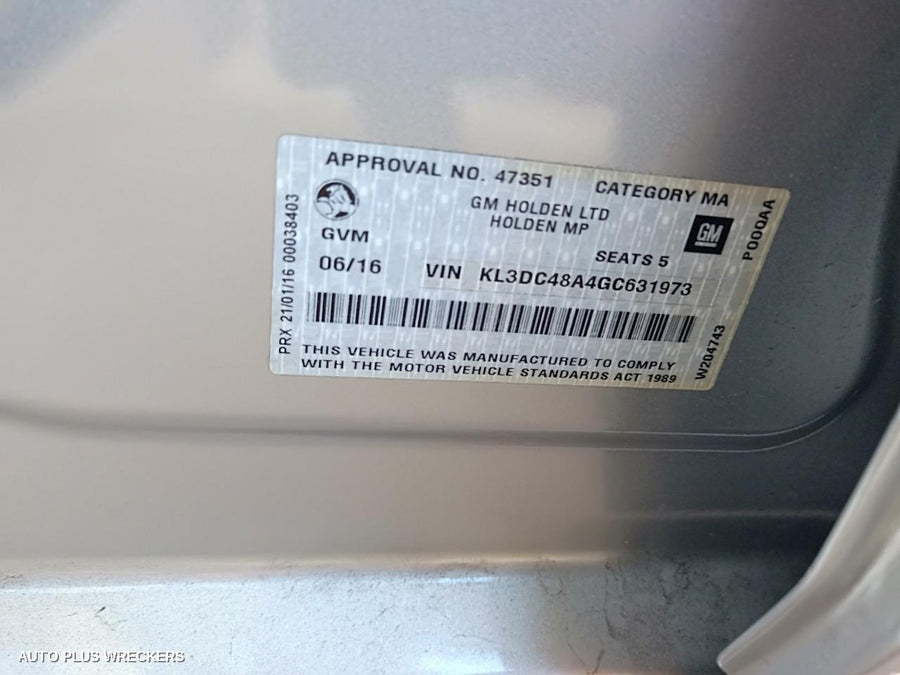 APPROVAL NO. 47351
CATEGORY MA
GM HOLDEN LTD
HOLDEN MP
GM
GVM
SEATS 5
06/16
VIN KL3DC48A4GC631973
THIS VEHICLE WAS MANUFACTURED TO COMPLY
WITH THE MOTOR VEHICLE STANDARDS ACT 1989
PRX 21/01/16 00038403
P00QAA
W204743
AUTO PLUS WRECKERS